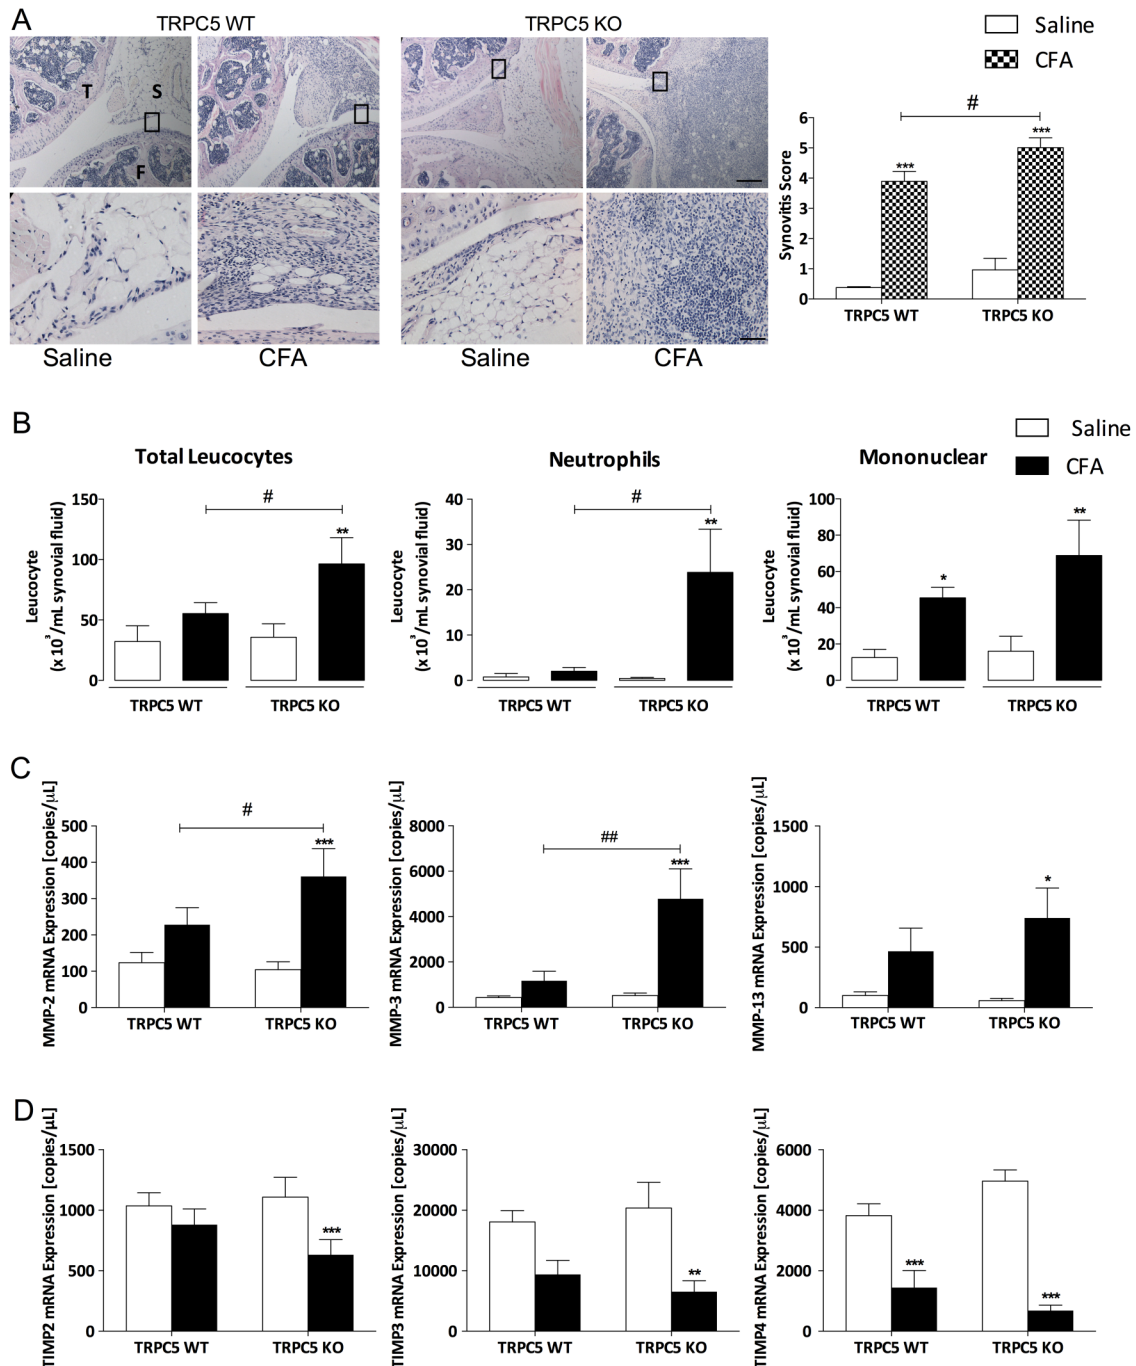 A
TRPC5 WT
TRPC5 KO
Saline
CFA
T
S
F
Saline
CFA
Saline
CFA
#
***
***
Synovitis Score
6
5
4
3
2
1
0
TRPC5 WT
TRPC5 KO
B
Saline
CFA
Total Leucocytes
Leucocyte
(x 10³/mL synovial fluid)
150
100
50
0
#
**
TRPC5 WT
TRPC5 KO
Neutrophils
Leucocyte
(x 10³/mL synovial fluid)
40
30
20
10
0
#
**
TRPC5 WT
TRPC5 KO
Mononuclear
Leucocyte
(x 10³/mL synovial fluid)
100
80
60
40
20
0
*
**
TRPC5 WT
TRPC5 KO
C
MMP-2 mRNA Expression [copies/µL]
500
400
300
200
100
0
#
***
TRPC5 WT
TRPC5 KO
MMP-3 mRNA Expression [copies/µL]
8000
6000
4000
2000
0
##
***
TRPC5 WT
TRPC5 KO
MMP-13 mRNA Expression [copies/µL]
1500
1000
500
0
*
TRPC5 WT
TRPC5 KO
D
TIMP2 mRNA Expression [copies/µL]
1500
1000
500
0
***
TRPC5 WT
TRPC5 KO
TIMP3 mRNA Expression [copies/µL]
30000
20000
10000
0
**
TRPC5 WT
TRPC5 KO
TIMP4 mRNA Expression [copies/µL]
6000
4000
2000
0
***
***
TRPC5 WT
TRPC5 KO